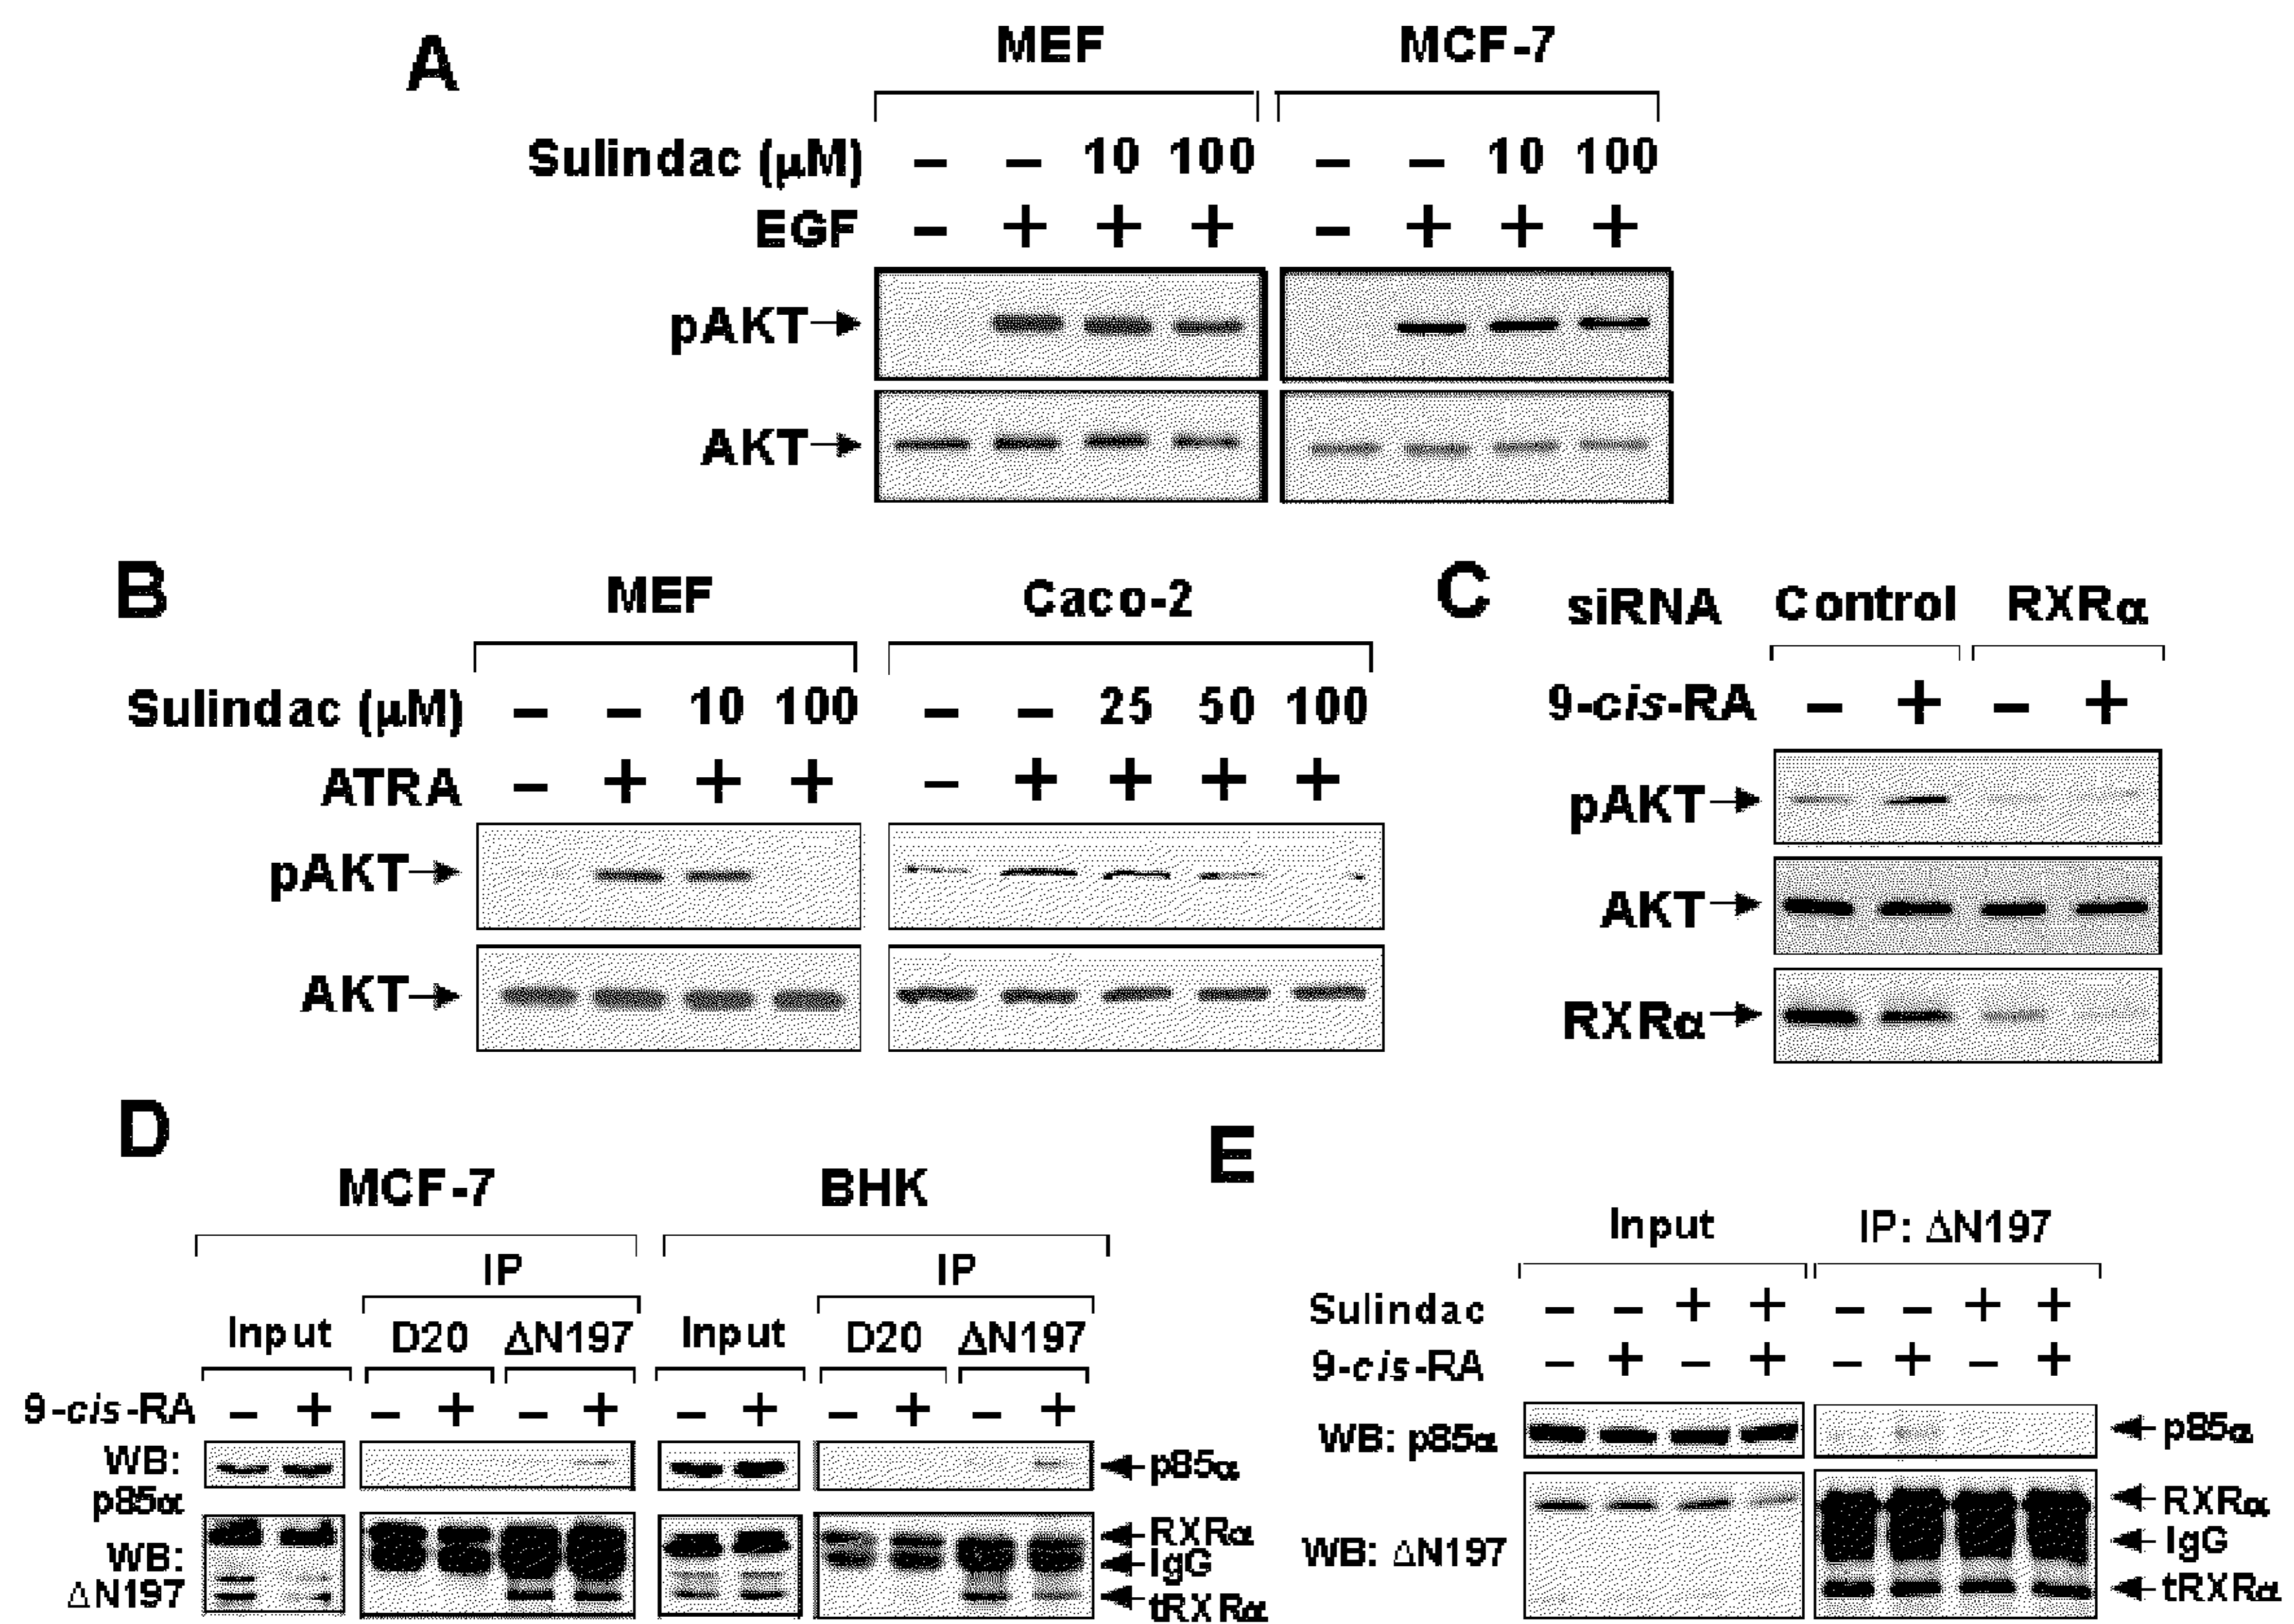 A
MEF MCF-7
Sulindac (μM) – – 10 100 – – 10 100
EGF – + + + – + + +
pAKT
AKT
B
MEF Caco-2
Sulindac (μM) – – 10 100 – – 25 50 100
ATRA – + + + – + + + +
pAKT
AKT
C
siRNA Control RXRα
9-cis-RA – + – +
pAKT
AKT
RXRα
D
MCF-7 BHK
IP IP
Input D20 ΔN197 Input D20 ΔN197
9-cis-RA – + – + – + – + – + – +
WB: p85α
p85α
WB: ΔN197
RXRα
IgG
tRXRα
E
Input IP: ΔN197
Sulindac – – + + – – + +
9-cis-RA – + – + – + – +
WB: p85α p85α
WB: ΔN197
RXRα
IgG
tRXRα